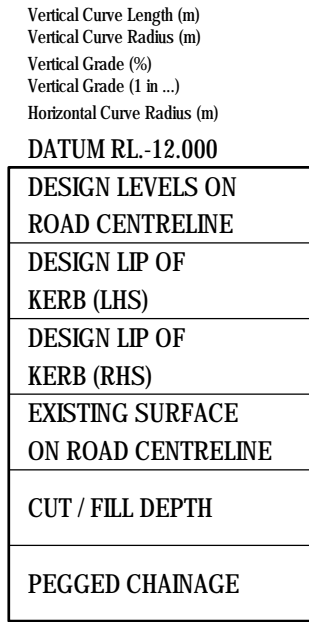 Vertical Curve Length (m)
Vertical Curve Radius (m)
Vertical Grade (%)
Vertical Grade (1 in ...)
Horizontal Curve Radius (m)
DATUM RL.-12.000
DESIGN LEVELS ON
ROAD CENTRELINE
DESIGN LIP OF
KERB (LHS)
DESIGN LIP OF
KERB (RHS)
EXISTING SURFACE
ON ROAD CENTRELINE
CUT / FILL DEPTH
PEGGED CHAINAGE